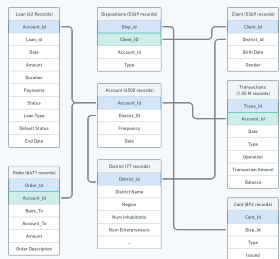 Loan (62 Records)
Account_Id
Loan_id
Date
Amount
Duration
Payments
Status
Loan Type
Default Status
End Date
Order (6471 records)
Order_Id
Account_Id
Bank_To
Account_To
Amount
Order Description
Dispositions (5369 records)
Disp_Id
Client_ID
Account_Id
Type
Account (4500 records)
Account_Id
District_ID
Frequency
Date
District (77 records)
District_id
District Name
Region
Num Inhabitants
Num Enterpreneurs
...
Client (5369 records)
Client_Id
District_Id
Birth Date
Gender
Transactions
(1.05 M records)
Trans_Id
Account_Id
Date
Type
Operation
Transaction Amount
Balance
Card (892 records)
Card_Id
Disp_Id
Type
Issued